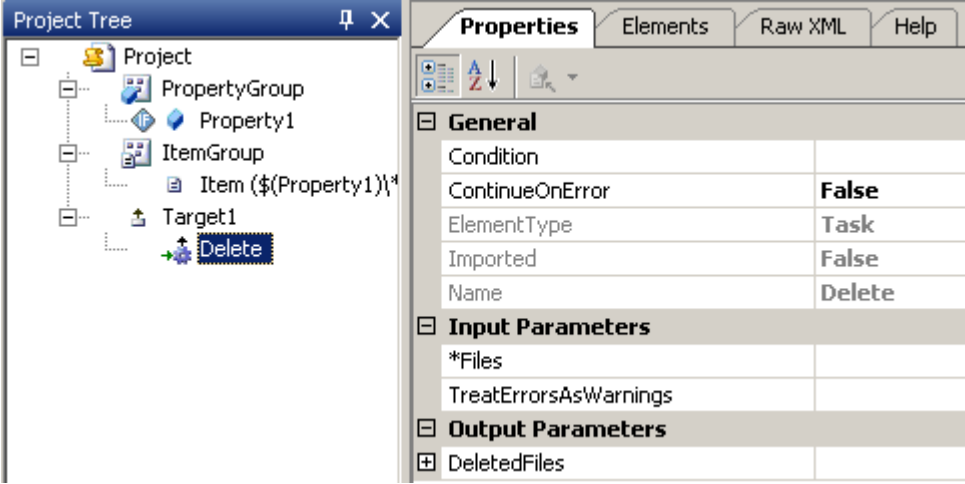 Project Tree
Project
PropertyGroup
IF Property1
ItemGroup
Item ($(Property1)\*
Target1
Delete
Properties Elements Raw XML Help
A
Z
General
Condition
ContinueOnError False
ElementType Task
Imported False
Name Delete
Input Parameters
*Files
TreatErrorsAsWarnings
Output Parameters
DeletedFiles